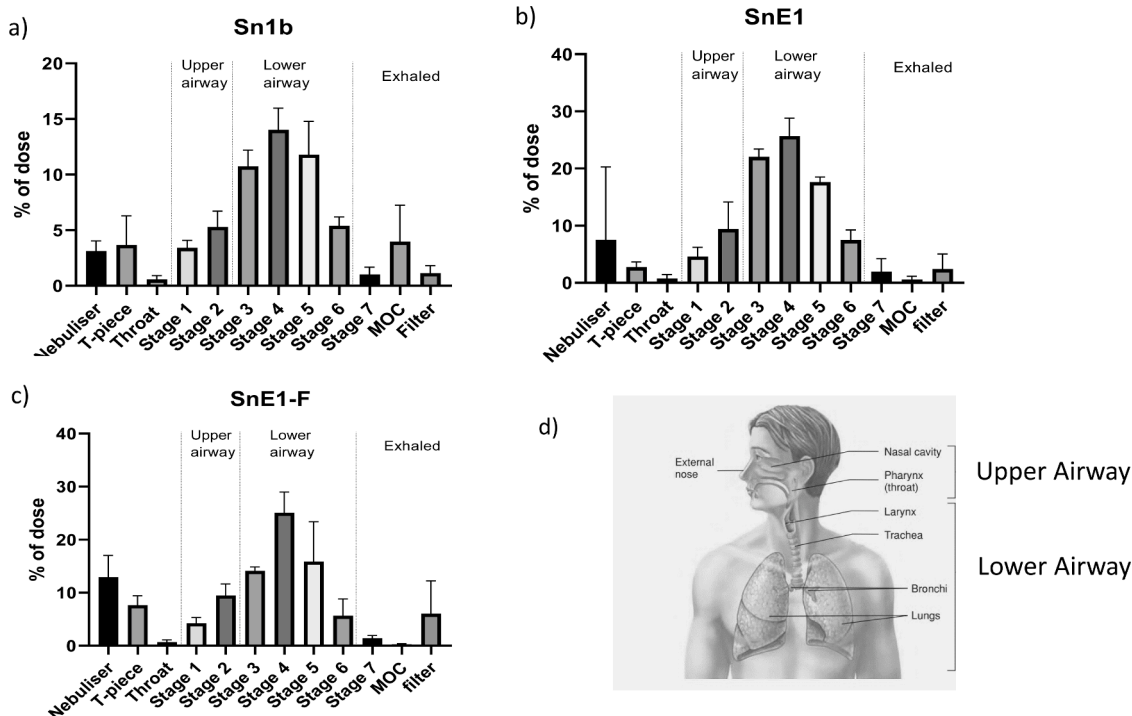 a)
Sn1b
% of dose
20
15
10
5
0
Upper
airway
Lower
airway
Exhaled
Nebuliser
T-piece
Throat
Stage 1
Stage 2
Stage 3
Stage 4
Stage 5
Stage 6
Stage 7
MOC
Filter
b)
SnE1
% of dose
40
30
20
10
0
Upper
airway
Lower
airway
Exhaled
Nebuliser
T-piece
Throat
Stage 1
Stage 2
Stage 3
Stage 4
Stage 5
Stage 6
Stage 7
MOC
filter
c)
SnE1-F
% of dose
40
30
20
10
0
Upper
airway
Lower
airway
Exhaled
Nebuliser
T-piece
Throat
Stage 1
Stage 2
Stage 3
Stage 4
Stage 5
Stage 6
Stage 7
MOC
filter
d)
External
nose
Nasal cavity
Pharynx
(throat)
Larynx
Trachea
Bronchi
Lungs
Upper Airway
Lower Airway